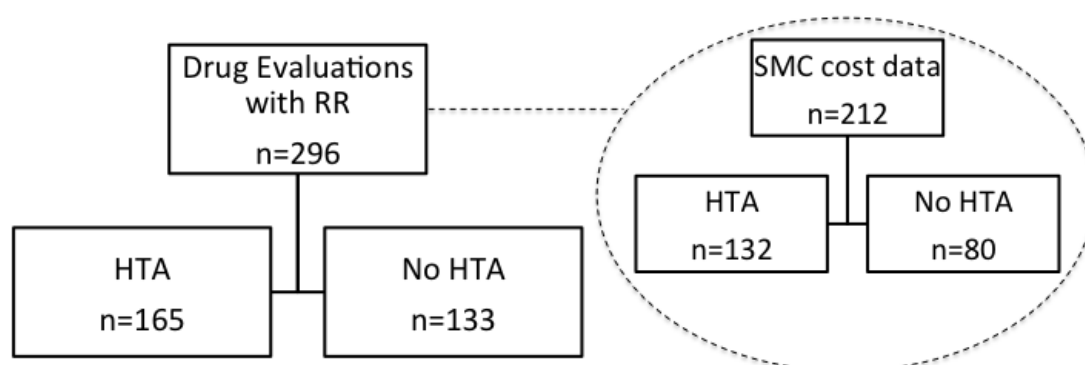 Drug Evaluations
with RR
n=296
HTA
n=165
No HTA
n=133
SMC cost data
n=212
HTA
n=132
No HTA
n=80